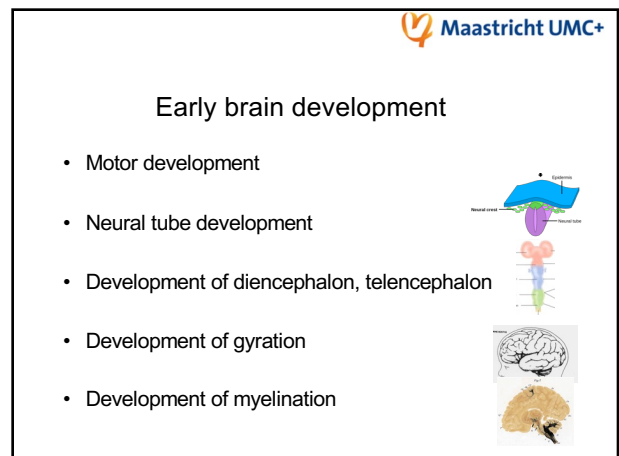 Maastricht UMC+
Early brain development
• Motor development
• Neural tube development
• Development of diencephalon, telencephalon
• Development of gyration
• Development of myelination
Epidermis
Neural crest
Neural tube